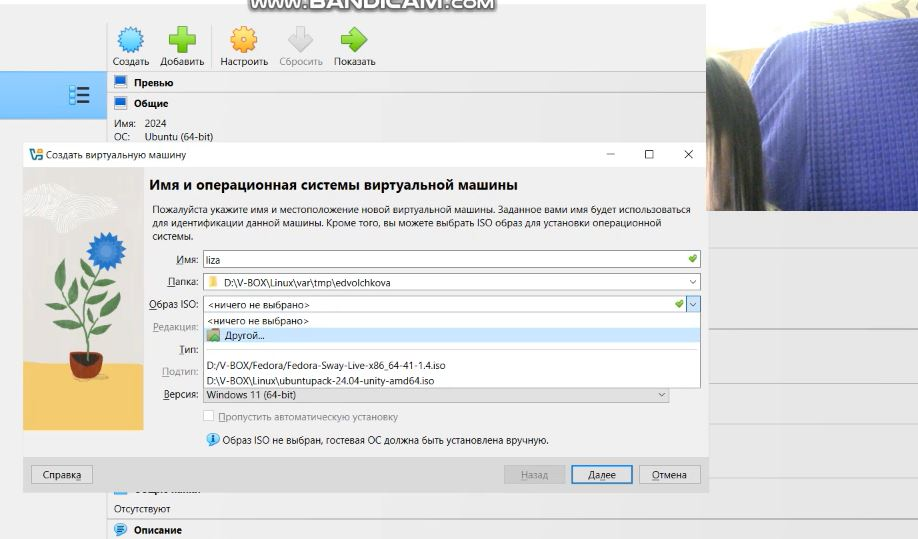 www.BANDICAM.com
Создать
Добавить
Настроить
Сбросить
Показать
Превью
Общие
Имя: 2024
ОС: Ubuntu (64-bit)
Создать виртуальную машину
Имя и операционная системы виртуальной машины
Пожалуйста укажите имя и местоположение новой виртуальной машины. Заданное вами имя будет использоваться
для идентификации данной машины. Кроме того, вы можете выбрать ISO образ для установки операционной
системы.
Имя: liza
Папка: D:\V-BOX\Linux\var\tmp\edvolchkova
Образ ISO: <ничего не выбрано>
<ничего не выбрано>
Редакция:
Другой...
Тип:
D:/V-BOX/Fedora/Fedora-Sway-Live-x86_64-41-1.4.iso
Подтип:
D:\V-BOX\Linux\ubuntupack-24.04-unity-amd64.iso
Версия: Windows 11 (64-bit)
Пропустить автоматическую установку
Образ ISO не выбран, гостевая ОС должна быть установлена вручную.
Справка
Назад
Далее
Отмена
Отсутствуют
Описание